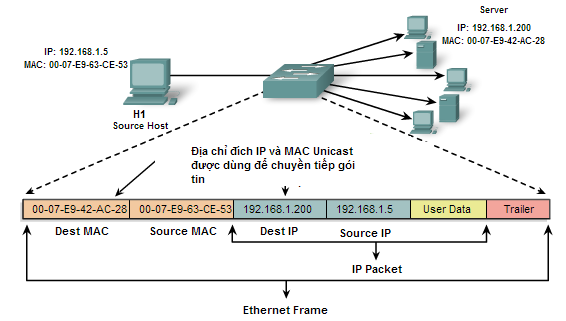 Server
IP: 192.168.1.200
MAC: 00-07-E9-42-AC-28
IP: 192.168.1.5
MAC: 00-07-E9-63-CE-53
H1
Source Host
Địa chỉ đích IP và MAC Unicast
được dùng để chuyển tiếp gói
tin
00-07-E9-42-AC-28 00-07-E9-63-CE-53 192.168.1.200 192.168.1.5 User Data Trailer
Dest MAC Source MAC Dest IP Source IP
IP Packet
Ethernet Frame